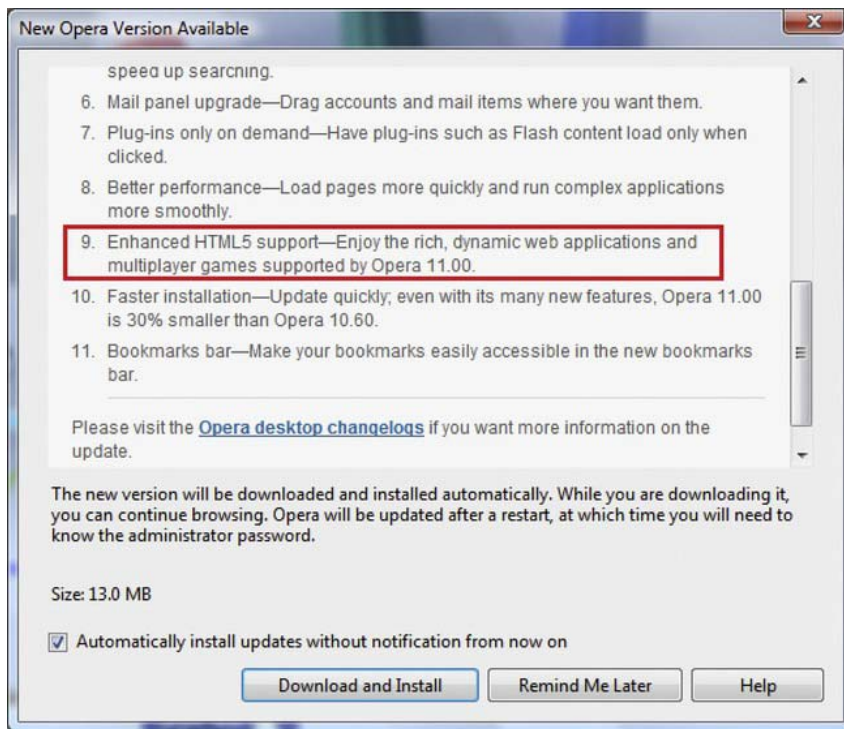 New Opera Version Available
speed up searching.
6. Mail panel upgrade—Drag accounts and mail items where you want them.
7. Plug-ins only on demand—Have plug-ins such as Flash content load only when
clicked.
8. Better performance—Load pages more quickly and run complex applications
more smoothly.
9. Enhanced HTML5 support—Enjoy the rich, dynamic web applications and
multiplayer games supported by Opera 11.00.
10. Faster installation—Update quickly; even with its many new features, Opera 11.00
is 30% smaller than Opera 10.60.
11. Bookmarks bar—Make your bookmarks easily accessible in the new bookmarks
bar.
Please visit the Opera desktop changelogs if you want more information on the
update.
The new version will be downloaded and installed automatically. While you are downloading it,
you can continue browsing. Opera will be updated after a restart, at which time you will need to
know the administrator password.
Size: 13.0 MB
Automatically install updates without notification from now on
Download and Install
Remind Me Later
Help